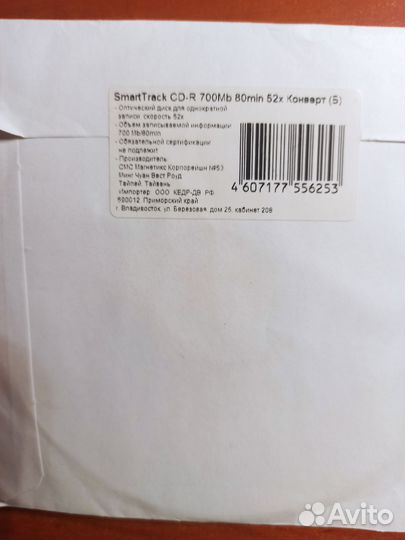 SmartTrack CD-R 700Mb 80min 52x Конверт (5)
- Оптический диск для однократной
записи, скорость 52x
- Объем записываемой информации
700 Mb/80min
- Обязательной сертификации
не подлежит
- Производитель
СМС Магнетикс Корпорейшн №53
Минг Чуан Вест Роуд
Тайпей, Тайвань
Импортер: ООО "КЕДР-ДВ" РФ
690012, Приморский край
г. Владивосток, ул. Березовая, дом 25, кабинет 208
4 607177 556253
Avito